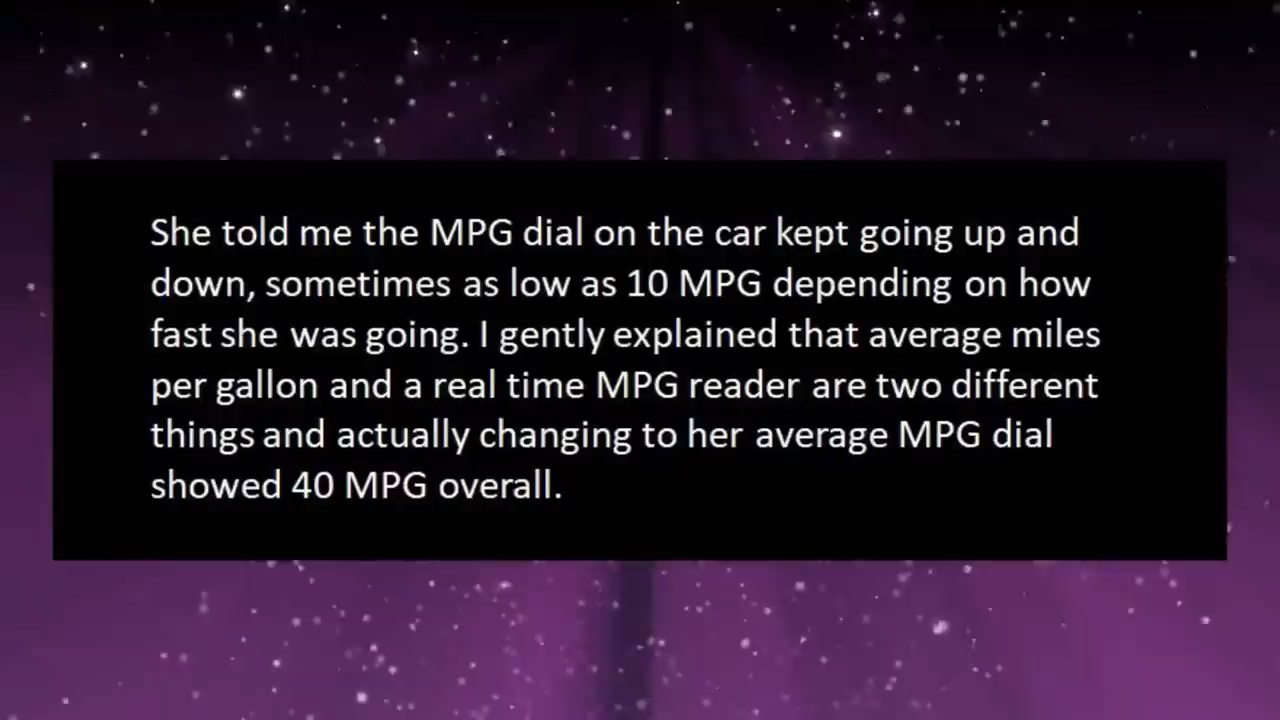 She told me the MPG dial on the car kept going up and
down, sometimes as low as 10 MPG depending on how
fast she was going. I gently explained that average miles
per gallon and a real time MPG reader are two different
things and actually changing to her average MPG dial
showed 40 MPG overall.